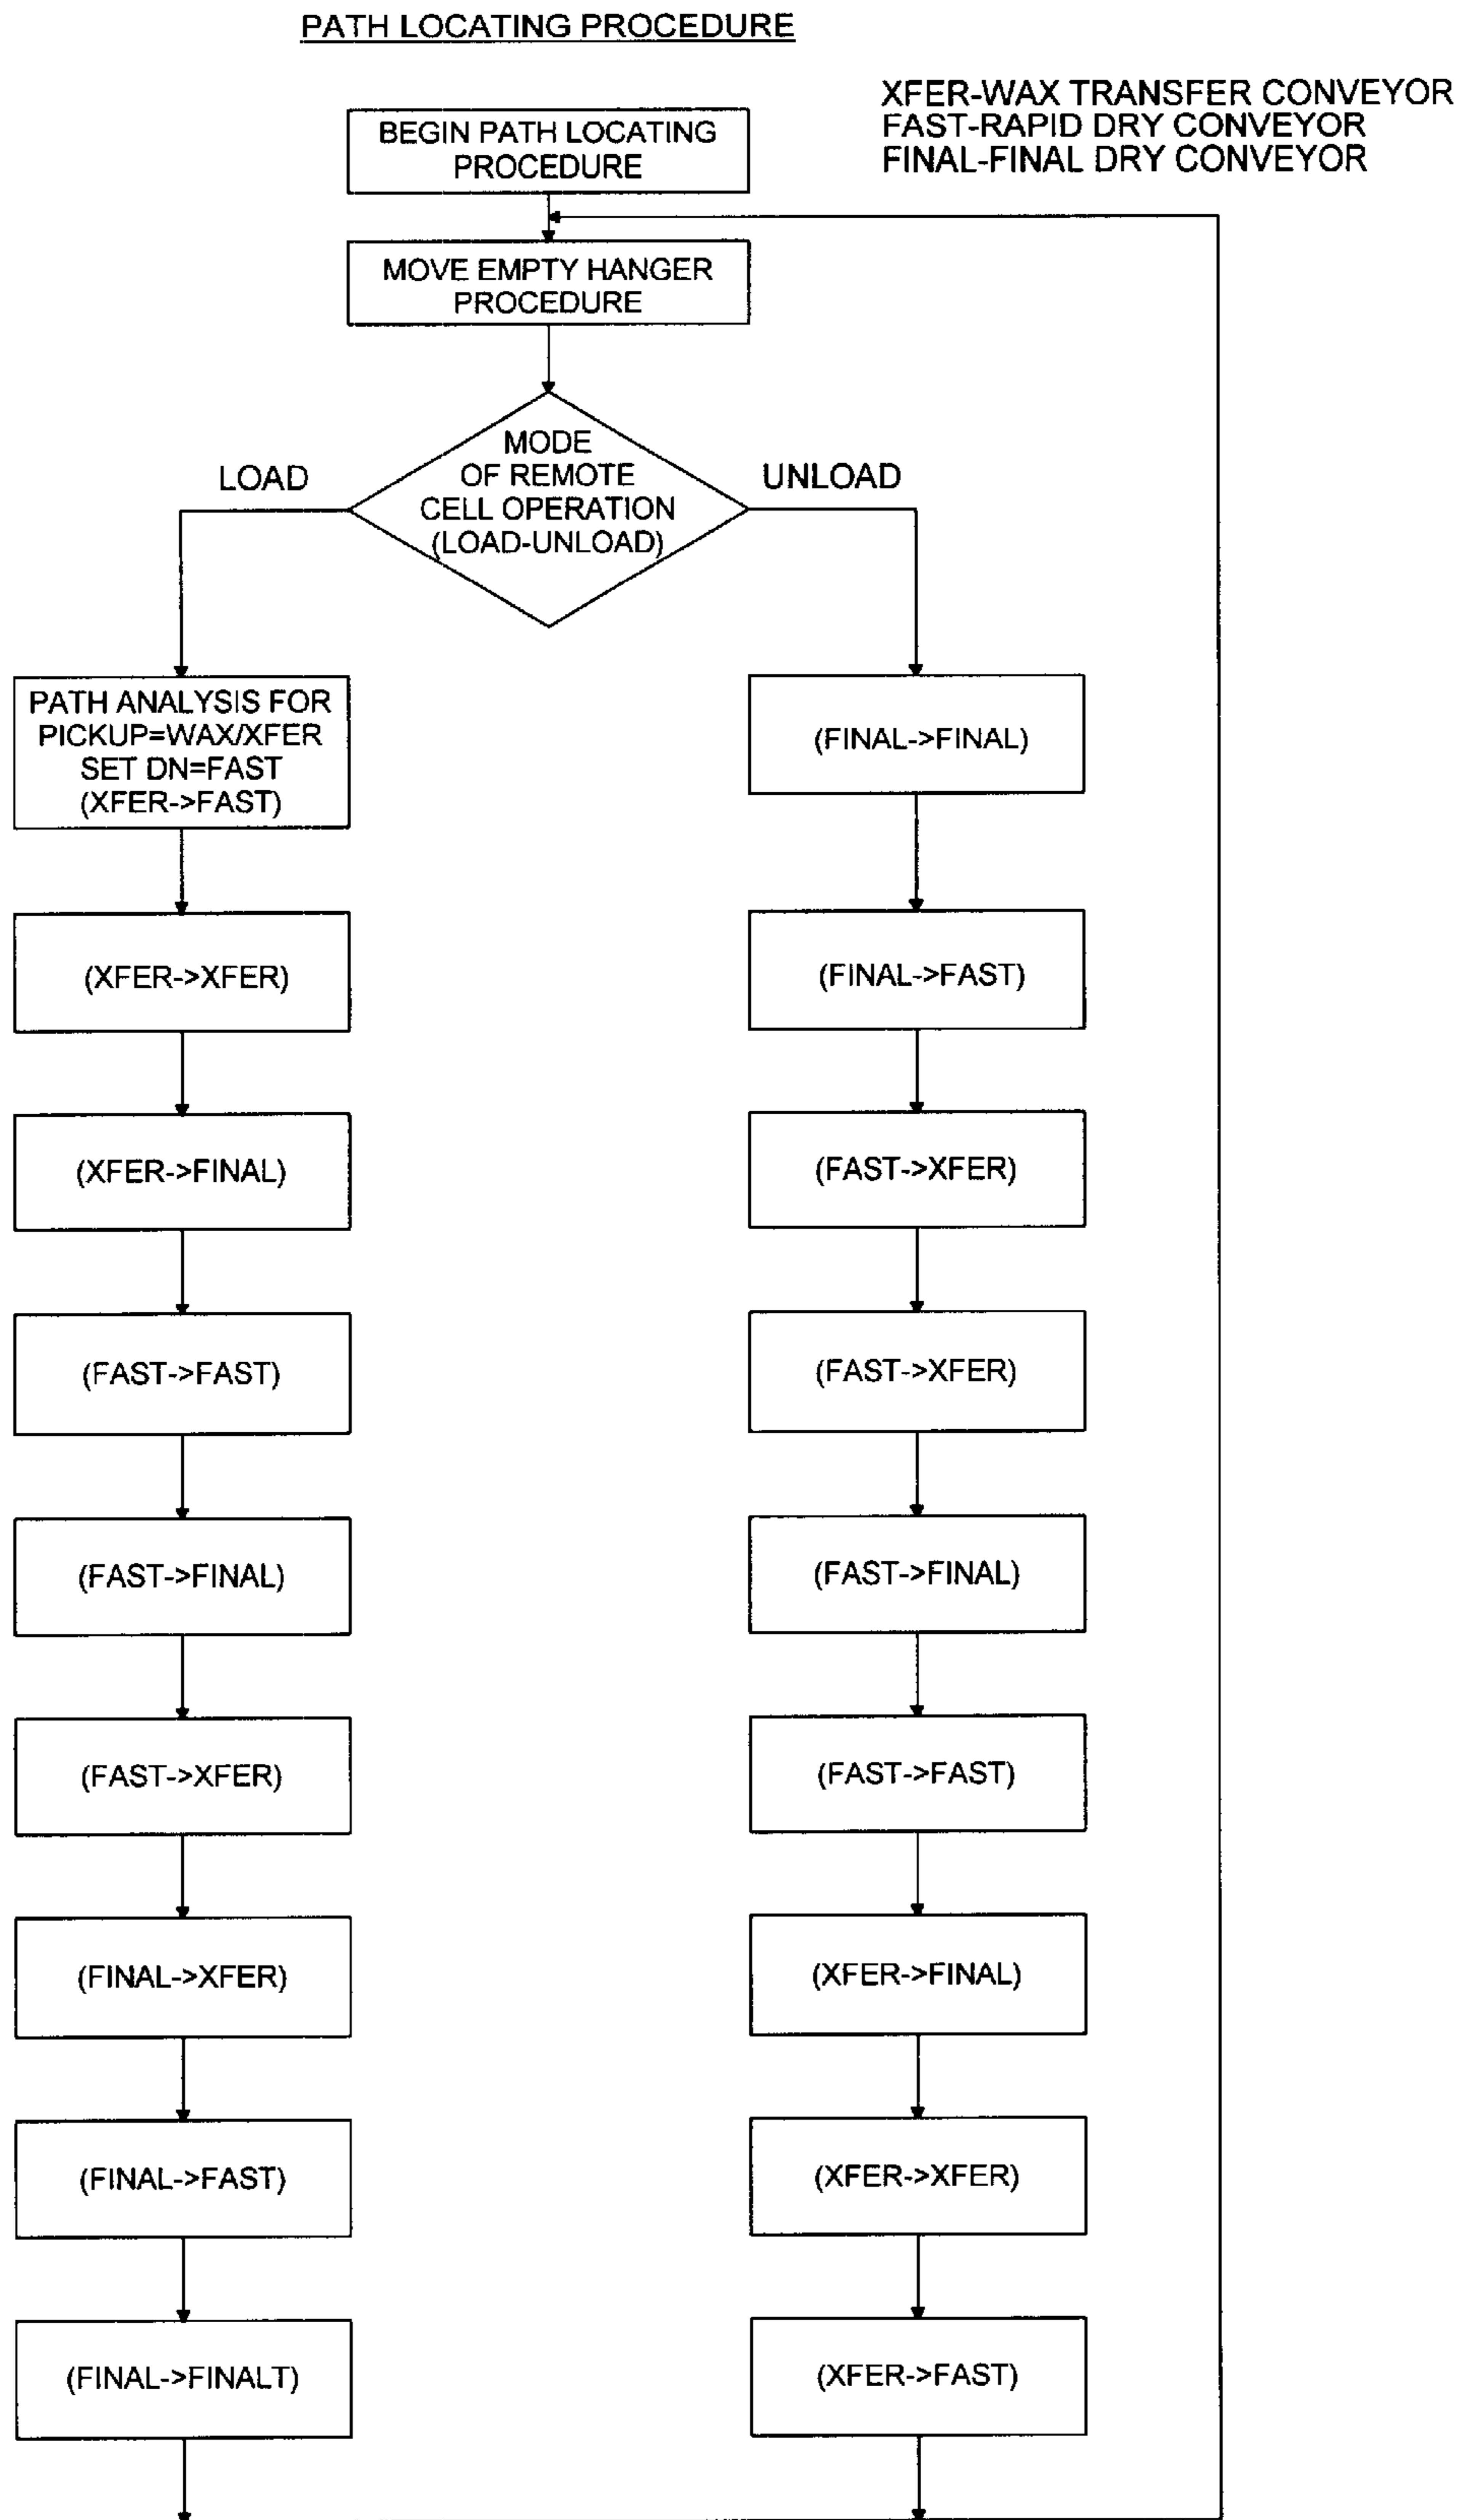 PATH LOCATING PROCEDURE
XFER-WAX TRANSFER CONVEYOR
FAST-RAPID DRY CONVEYOR
FINAL-FINAL DRY CONVEYOR
BEGIN PATH LOCATING
PROCEDURE
MOVE EMPTY HANGER
PROCEDURE
MODE
OF REMOTE
CELL OPERATION
(LOAD-UNLOAD)
LOAD
UNLOAD
PATH ANALYSIS FOR
PICKUP=WAX/XFER
SET DN=FAST
(XFER->FAST)
(XFER->XFER)
(XFER->FINAL)
(FAST->FAST)
(FAST->FINAL)
(FAST->XFER)
(FINAL->XFER)
(FINAL->FAST)
(FINAL->FINALT)
(FINAL->FINAL)
(FINAL->FAST)
(FAST->XFER)
(FAST->XFER)
(FAST->FINAL)
(FAST->FAST)
(XFER->FINAL)
(XFER->XFER)
(XFER->FAST)